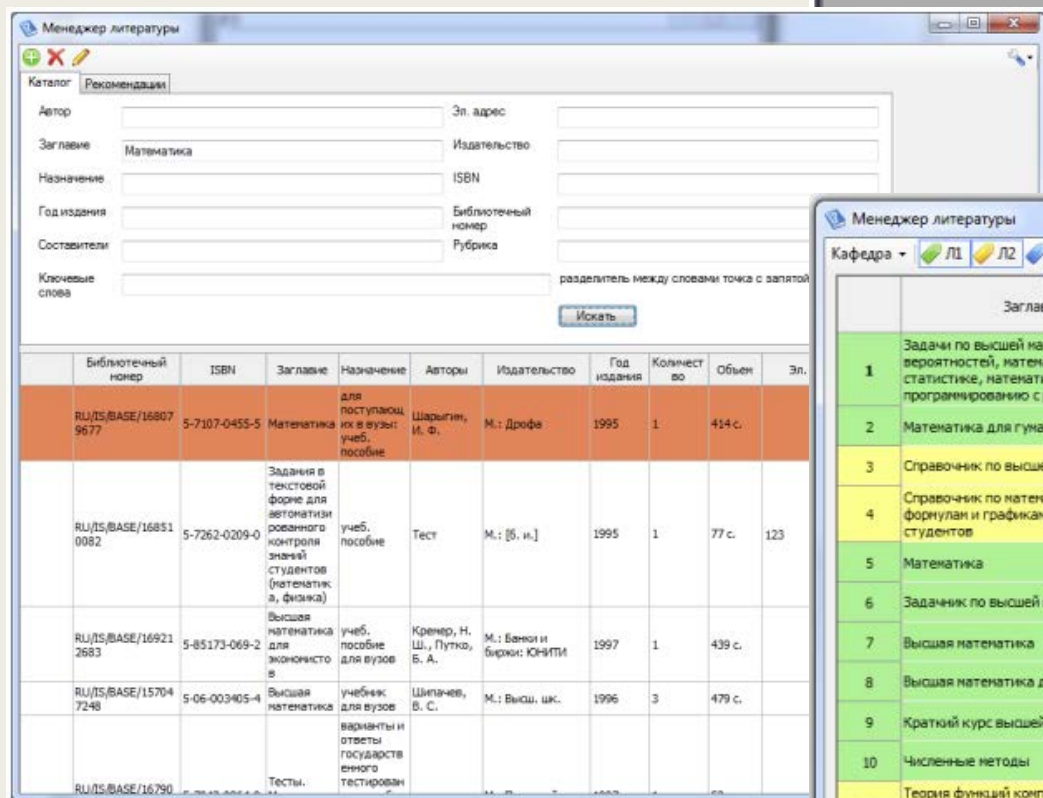 Менеджер литературы
Каталог Рекомендации
Автор Эл. адрес
Заглавие Математика Издательство
Назначение ISBN
Год издания Библиотечный
номер
Составители Рубрика
Ключевые
слова
разделитель между словами точка с запятой
Искать
Библиотечный
номер
ISBN Заглавие Назначение Авторы Издательство
Год
издания
Количест
во
Объем Эл.
RU/IS/BASE/16807
9677
5-7107-0455-5 Математика
для
поступающ
их в вузы:
учеб.
пособие
Шарыгин,
И. Ф.
М.: Дрофа 1995 1 414 с.
RU/IS/BASE/16851
0082
5-7262-0209-0
Задания в
текстовой
форме для
автоматизи
рованного
контроля
знаний
студентов
(математик
а, физика)
учеб.
пособие
Тест М.: [б. и.] 1995 1 77 с. 123
RU/IS/BASE/16921
2683
5-85173-069-2
Высшая
математика
для
экономисто
в
учеб.
пособие
для вузов
Кремер, Н.
Ш., Путко,
Б. А.
М.: Банки и
биржи: ЮНИТИ
1997 1 439 с.
RU/IS/BASE/15704
7248
5-06-003405-4
Высшая
математика
учебник
для вузов
Шипачев,
В. С.
М.: Высш. шк. 1996 3 479 с.
RU/IS/BASE/16790
Тесты.
варианты и
ответы
государств
енного
тестирован
Менеджер литературы
Кафедра Л1 Л2
Заглав
1 Задачи по высшей ма
вероятностей, матем
статистике, математи
программированию с
2 Математика для гума
3 Справочник по высше
4 Справочник по матем
формулам и графикам
студентов
5 Математика
6 Задачник по высшей
7 Высшая математика
8 Высшая математика д
9 Краткий курс высшей
10 Численные методы
Теория функций комп